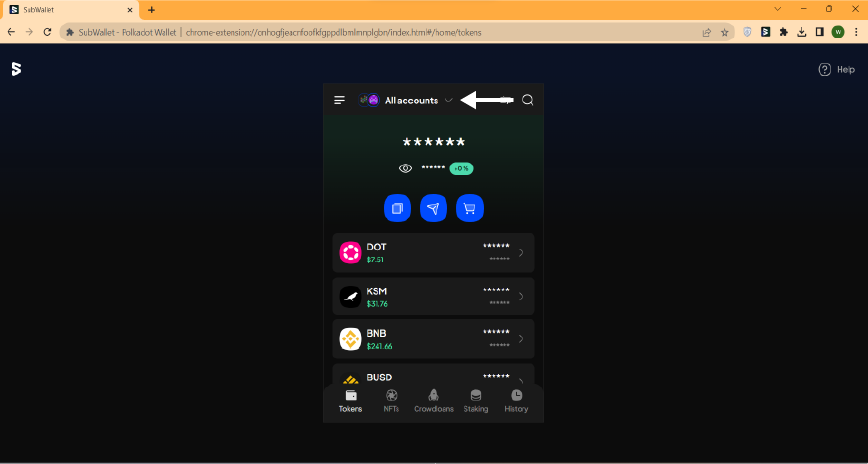 SubWallet
SubWallet - Polkadot Wallet | chrome-extension://onhogfjeacnfoofkfgppdlbmlmnplgbn/index.html#/home/tokens
W
Help
All accounts
******
****** +0%
DOT ******
$7.51 ******
KSM ******
$31.76 ******
BNB ******
$241.66 ******
BUSD ******
Tokens NFTs Crowdloans Staking History